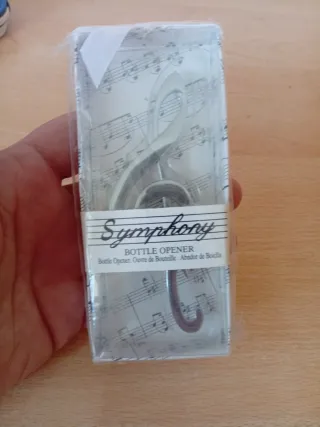 Symphony
BOTTLE OPENER
Bottle Opener. Ouvre de Bouteille . Abridor de Botella